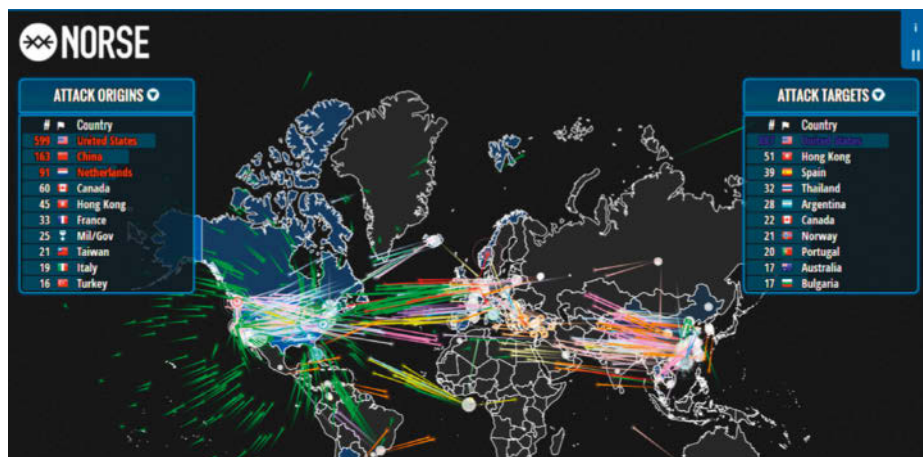 NORSE
i
ATTACK ORIGINS
# Country
599 United States
163 China
91 Netherlands
60 Canada
45 Hong Kong
33 France
25 Mil/Gov
21 Taiwan
19 Italy
16 Turkey
ATTACK TARGETS
# Country
United States
51 Hong Kong
39 Spain
32 Thailand
28 Argentina
22 Canada
21 Norway
20 Portugal
17 Australia
17 Bulgaria